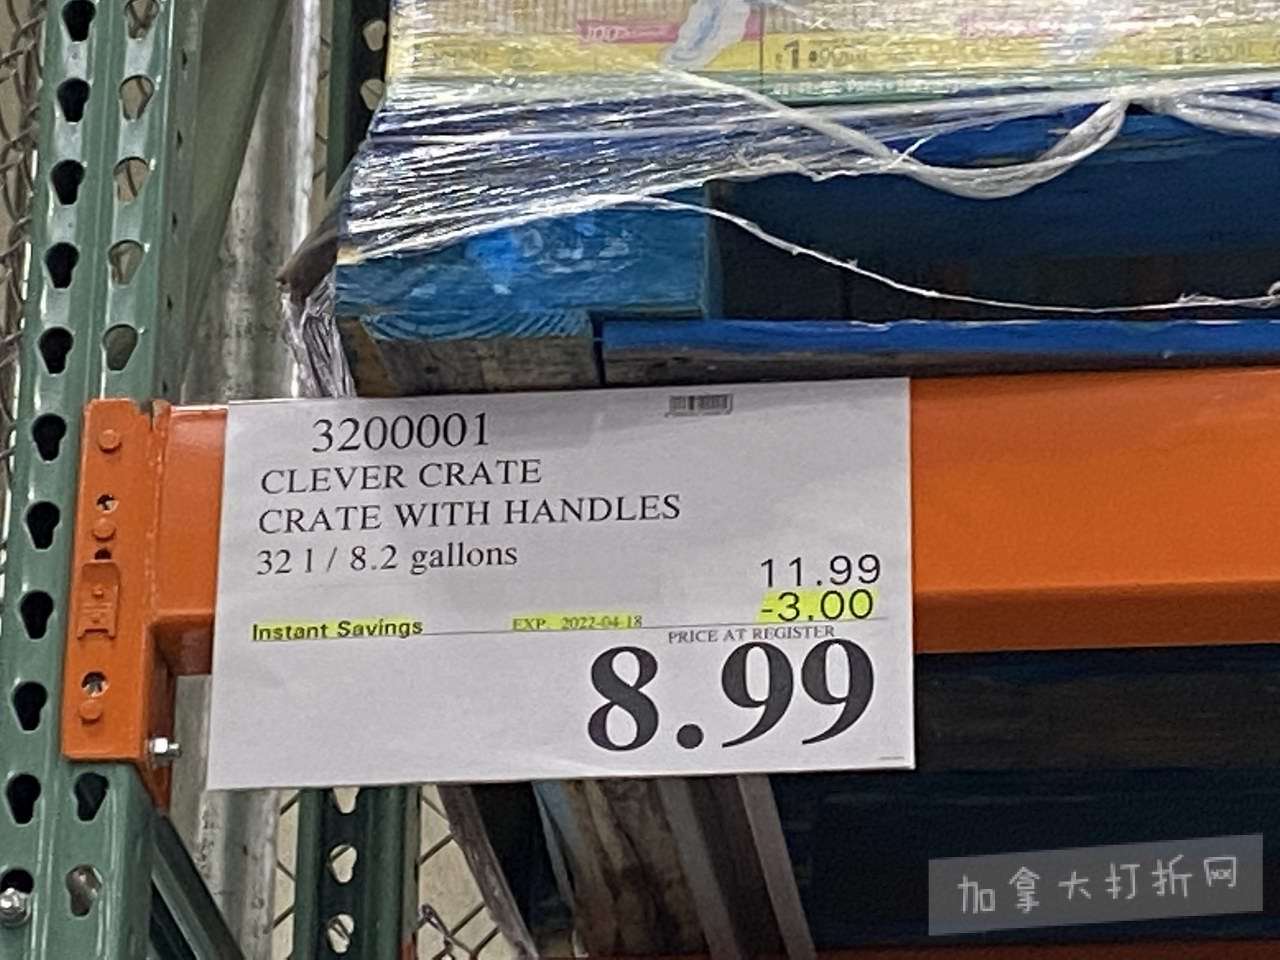 3200001
CLEVER CRATE
CRATE WITH HANDLES
32 l / 8.2 gallons
11.99
-3.00
Instant Savings EXP. 2022-04-18
PRICE AT REGISTER
8.99
加拿大打折网